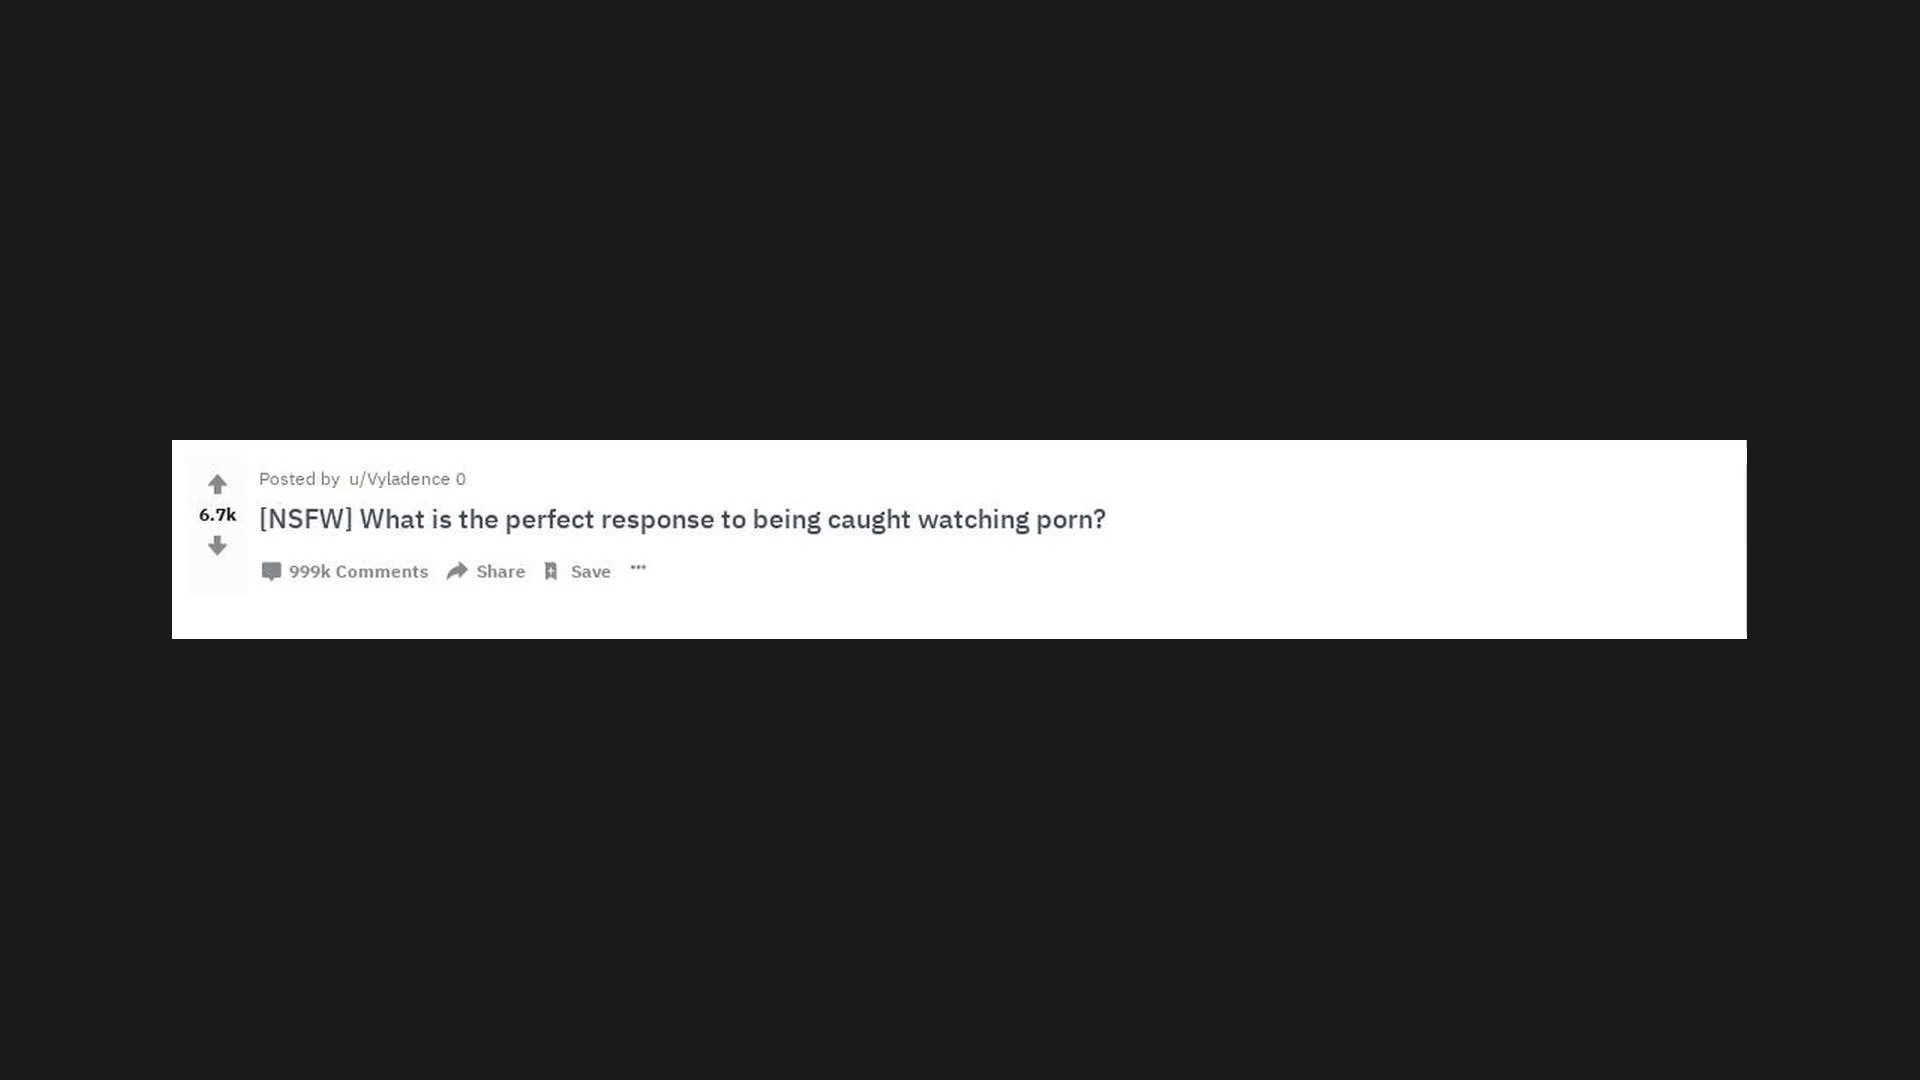 Posted by u/Vyladence 0
6.7k
[NSFW] What is the perfect response to being caught watching porn?
999k Comments Share Save ...